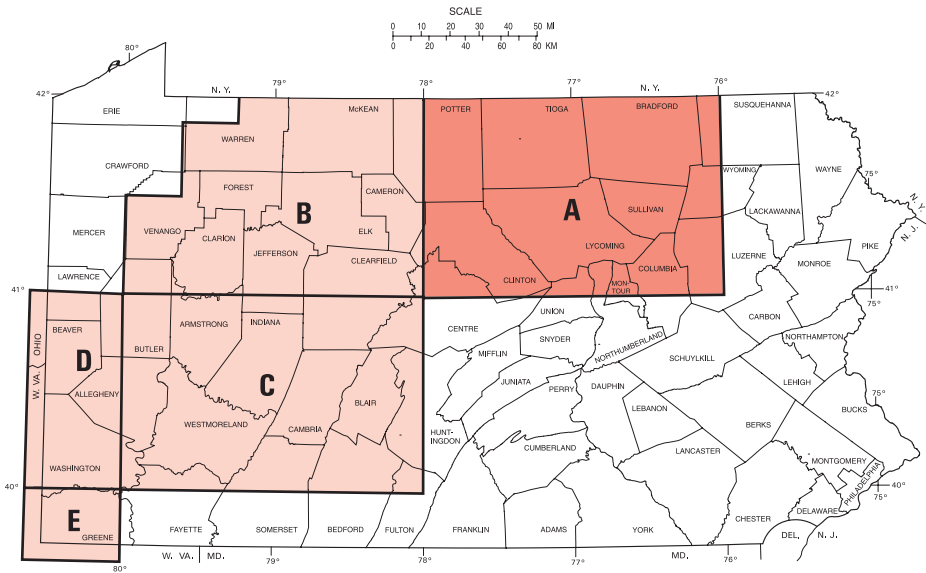 SCALE
0 10 20 30 40 50 MI
0 20 40 60 80 KM
80° 79° 78° 77° 76°
42° N. Y. N. Y. 42°
ERIE McKEAN POTTER TIOGA BRADFORD SUSQUEHANNA
WARREN
CRAWFORD WYOMING WAYNE 75°
FOREST CAMERON
N. Y.
N. J.
MERCER VENANGO CLARION B ELK A SULLIVAN LACKAWANNA
JEFFERSON CLEARFIELD LYCOMING LUZERNE PIKE
LAWRENCE CLINTON COLUMBIA MONROE
MON-
TOUR
41° 41°
75°
UNION CARBON
BEAVER ARMSTRONG INDIANA CENTRE SNYDER NORTHUMBERLAND NORTHAMPTON
OHIO
W. VA.
D BUTLER MIFFLIN SCHUYLKILL
ALLEGHENY C BLAIR JUNIATA PERRY DAUPHIN LEHIGH 75°
WESTMORELAND CAMBRIA LEBANON BERKS BUCKS
HUNT-
INGDON
CUMBERLAND LANCASTER
WASHINGTON MONTGOMERY
PHILADELPHIA
40° 40°
75°
E DELAWARE
GREENE FAYETTE SOMERSET BEDFORD FULTON FRANKLIN ADAMS YORK CHESTER
DEL. N. J.
W. VA. MD. MD.
80° 79° 78° 77° 76°